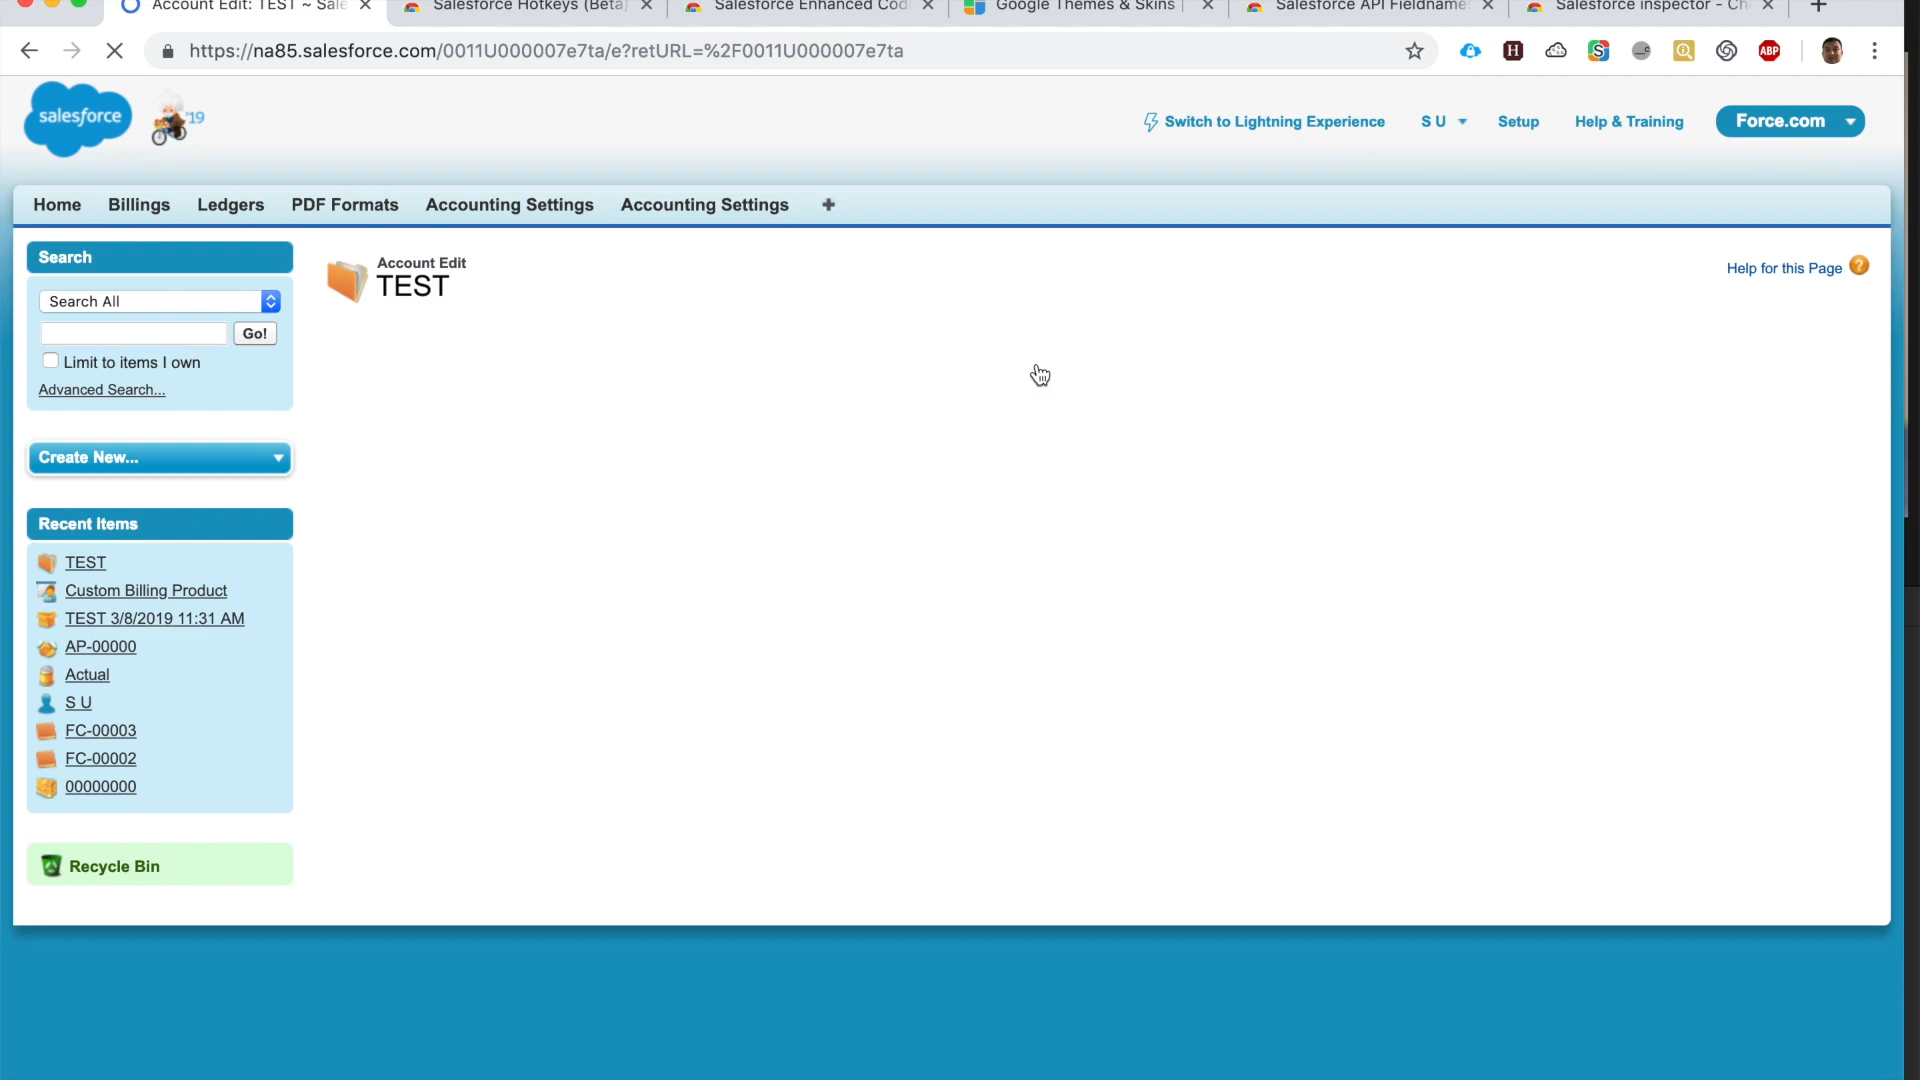 Account Edit: TEST ~ Sale
Salesforce Hotkeys (Beta)
Salesforce Enhanced Cod
Google Themes & Skins
Salesforce API Fieldname
Salesforce inspector - Ch
https://na85.salesforce.com/0011U000007e7ta/e?retURL=%2F0011U000007e7ta
H
S
ABP
salesforce
'19
Switch to Lightning Experience
S U
Setup
Help & Training
Force.com
Home
Billings
Ledgers
PDF Formats
Accounting Settings
Accounting Settings
+
Search
Search All
Go!
Limit to items I own
Advanced Search...
Account Edit
TEST
Help for this Page ?
Create New...
Recent Items
TEST
Custom Billing Product
TEST 3/8/2019 11:31 AM
AP-00000
Actual
S U
FC-00003
FC-00002
00000000
Recycle Bin